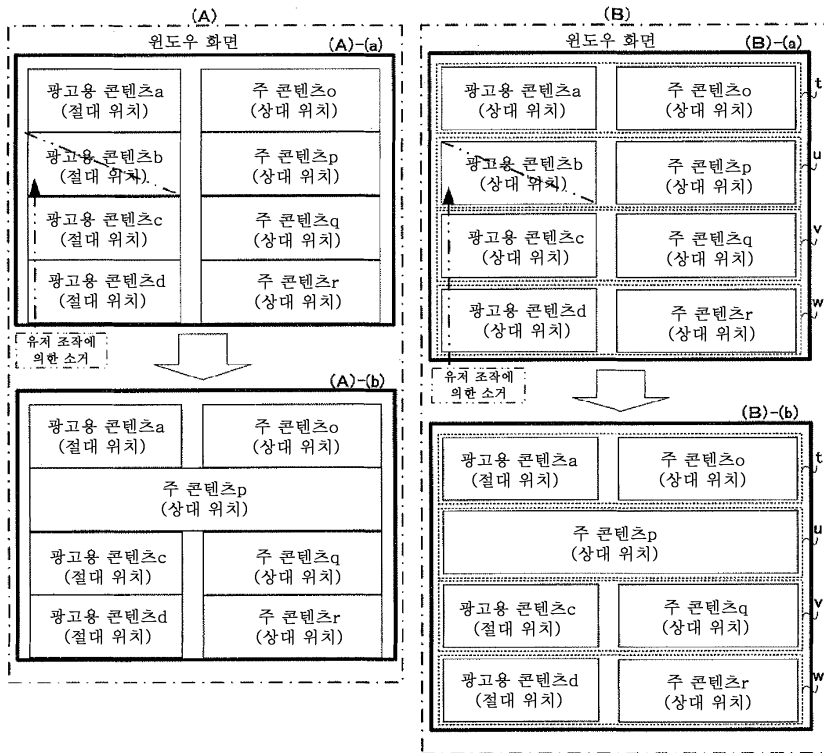 (A)
윈도우 화면
(A)-(a)
광고용 콘텐츠a
(절대 위치)
주 콘텐츠o
(상대 위치)
광고용 콘텐츠b
(절대 위치)
주 콘텐츠p
(상대 위치)
광고용 콘텐츠c
(절대 위치)
주 콘텐츠q
(상대 위치)
광고용 콘텐츠d
(절대 위치)
주 콘텐츠r
(상대 위치)
유저 조작에
의한 소거
(A)-(b)
광고용 콘텐츠a
(절대 위치)
주 콘텐츠o
(상대 위치)
주 콘텐츠p
(상대 위치)
광고용 콘텐츠c
(절대 위치)
주 콘텐츠q
(상대 위치)
광고용 콘텐츠d
(절대 위치)
주 콘텐츠r
(상대 위치)
(B)
윈도우 화면
(B)-(a)
광고용 콘텐츠a
(상대 위치)
주 콘텐츠o
(상대 위치)
t
광고용 콘텐츠b
(상대 위치)
주 콘텐츠p
(상대 위치)
u
광고용 콘텐츠c
(상대 위치)
주 콘텐츠q
(상대 위치)
v
광고용 콘텐츠d
(상대 위치)
주 콘텐츠r
(상대 위치)
w
유저 조작에
의한 소거
(B)-(b)
광고용 콘텐츠a
(절대 위치)
주 콘텐츠o
(상대 위치)
t
주 콘텐츠p
(상대 위치)
u
광고용 콘텐츠c
(절대 위치)
주 콘텐츠q
(상대 위치)
v
광고용 콘텐츠d
(절대 위치)
주 콘텐츠r
(상대 위치)
w